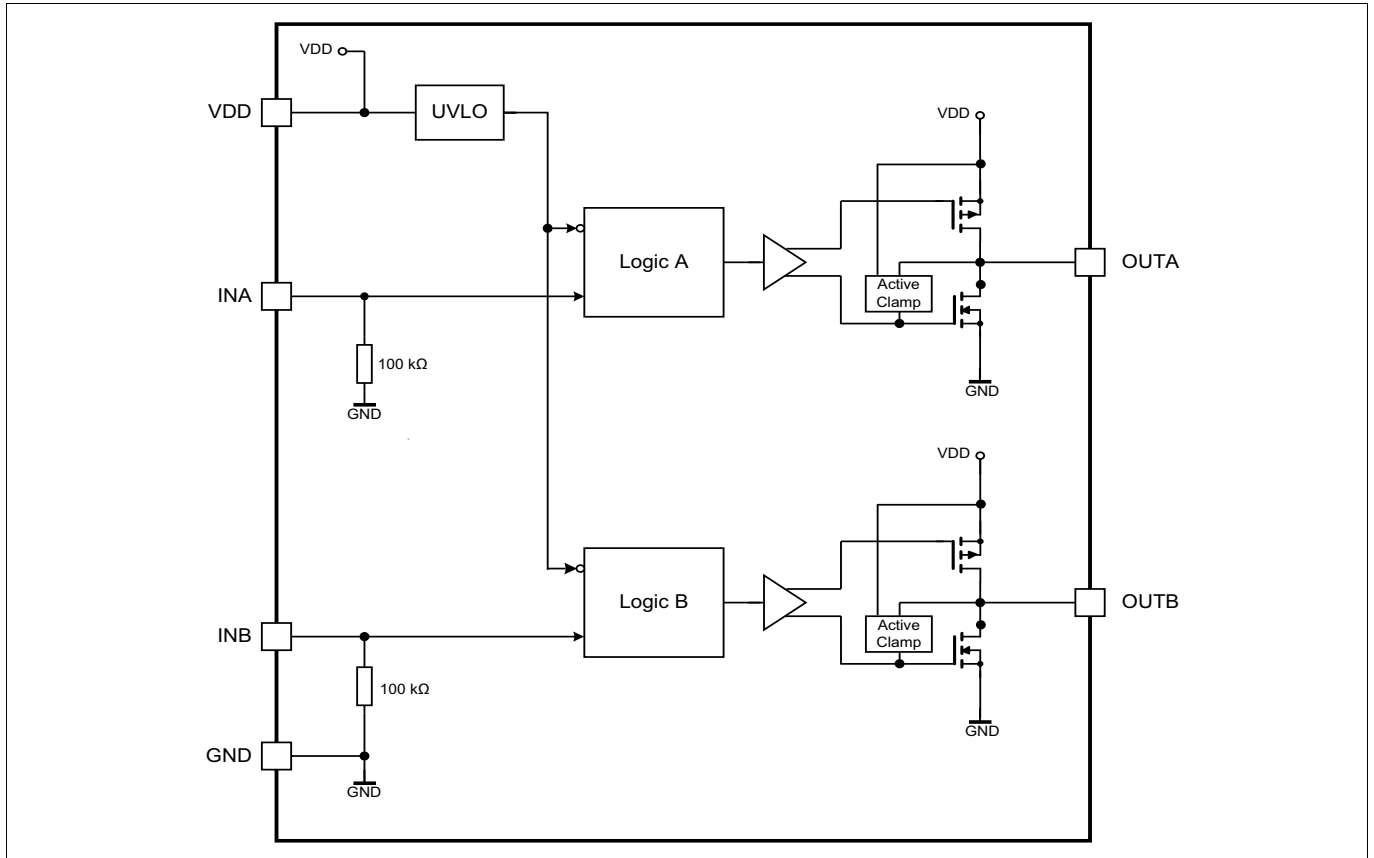 VDD
VDD
UVLO
VDD
Logic A
OUTA
INA
Active
Clamp
100 kΩ
GND
GND
VDD
Logic B
OUTB
INB
Active
Clamp
100 kΩ
GND
GND
GND